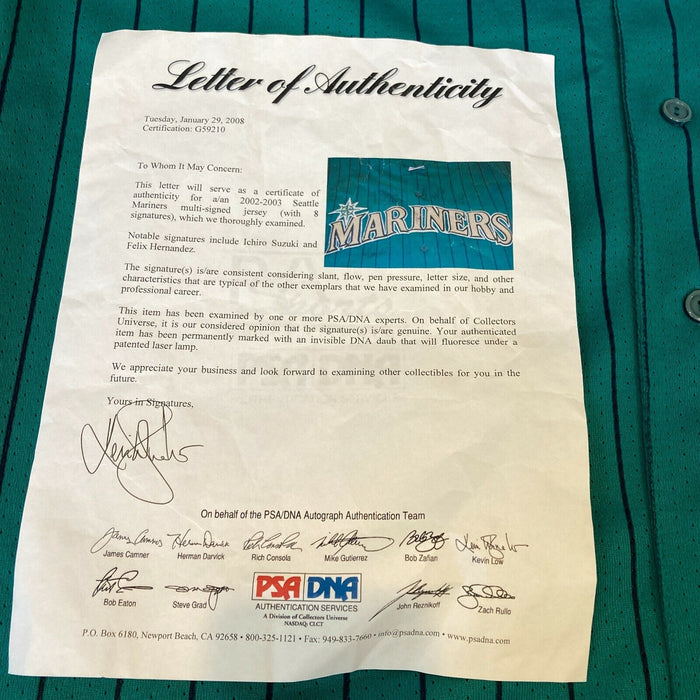 Letter of Authenticity
Tuesday, January 29, 2008
Certification: G59210
To Whom It May Concern:
This letter will serve as a certificate of
authenticity for a/an 2002-2003 Seattle
Mariners multi-signed jersey (with 8
signatures), which we thoroughly examined.
MARINERS
Notable signatures include Ichiro Suzuki and
Felix Hernandez.
The signature(s) is/are consistent considering slant, flow, pen pressure, letter size, and other
characteristics that are typical of the other exemplars that we have examined in our hobby and
professional career.
This item has been examined by one or more PSA/DNA experts. On behalf of Collectors
Universe, it is our considered opinion that the signature(s) is/are genuine. Your authenticated
item has been permanently marked with an invisible DNA daub that will fluoresce under a
patented laser lamp.
We appreciate your business and look forward to examining other collectibles for you in the
future.
Yours in Signatures,
On behalf of the PSA/DNA Autograph Authentication Team
James Camner Herman Darvick Rich Consola Mike Gutierrez Bob Zafian Kevin Low
Bob Eaton Steve Grad John Reznikoff Zach Rullo
PSA DNA
AUTHENTICATION SERVICES
A Division of Collectors Universe
NASDAQ: CLCT
P.O. Box 6180, Newport Beach, CA 92658 • 800-325-1121 • Fax: 949-833-7660 • info@psadna.com • www.psadna.com